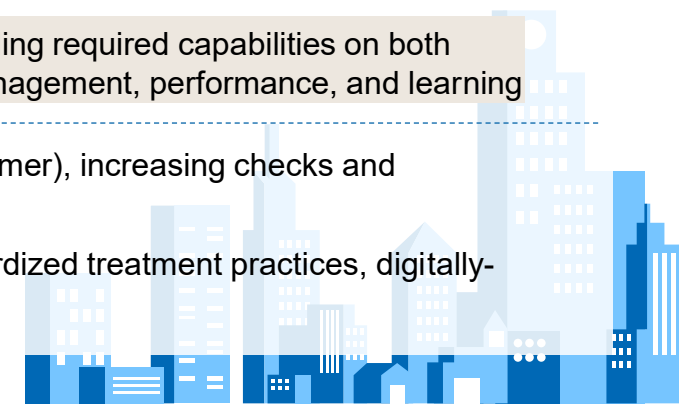 ing required capabilities on both
nagement, performance, and learning
mer), increasing checks and
rdized treatment practices, digitally-